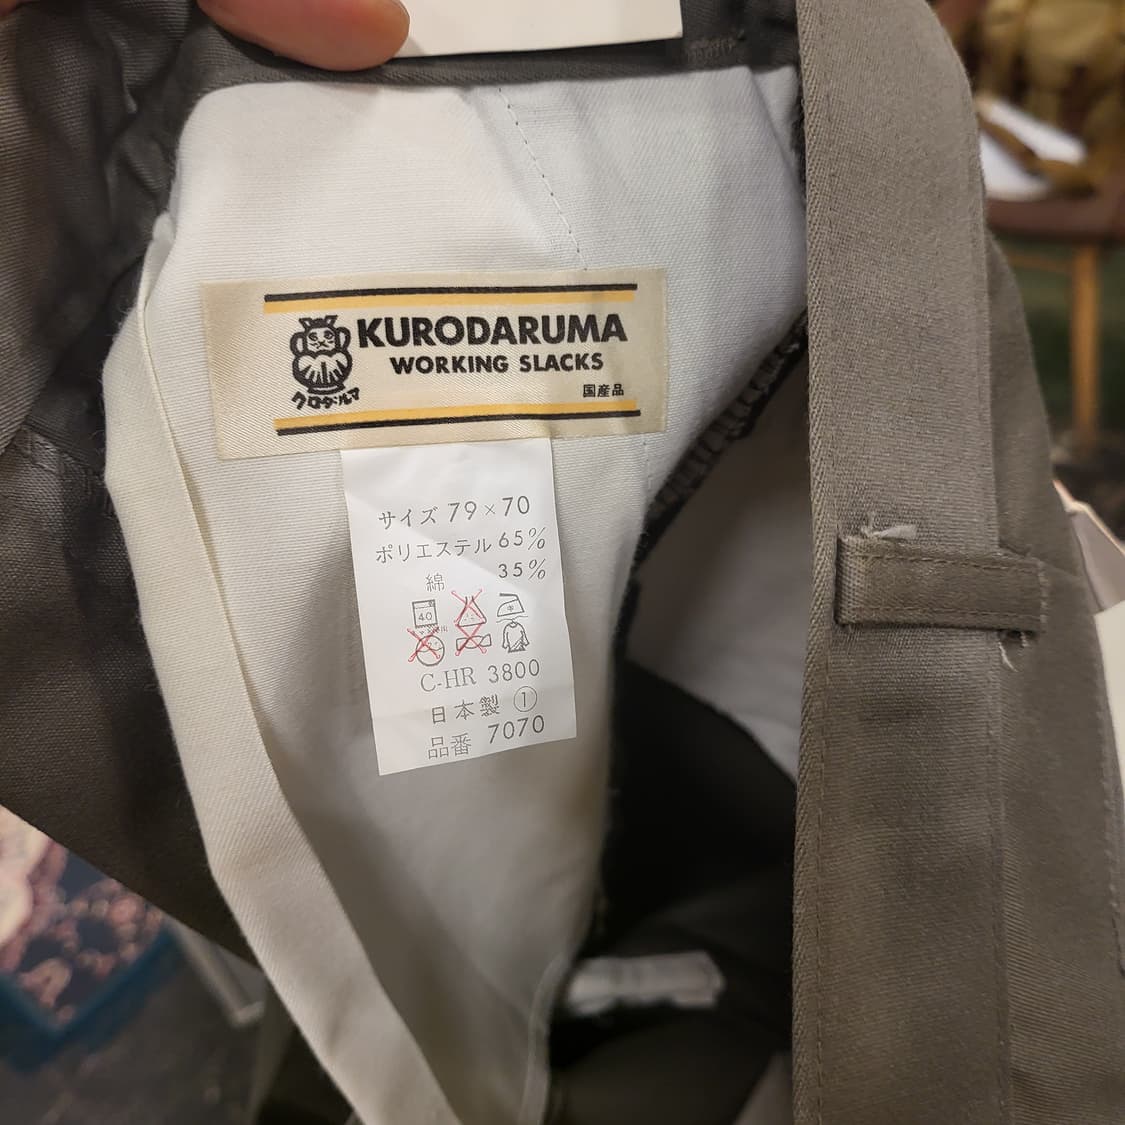 KURODARUMA
WORKING SLACKS
クロダルマ
国産品
サイズ 79×70
ポリエステル 65%
綿 35%
40
C-HR 3800
日本製 ①
品番 7070